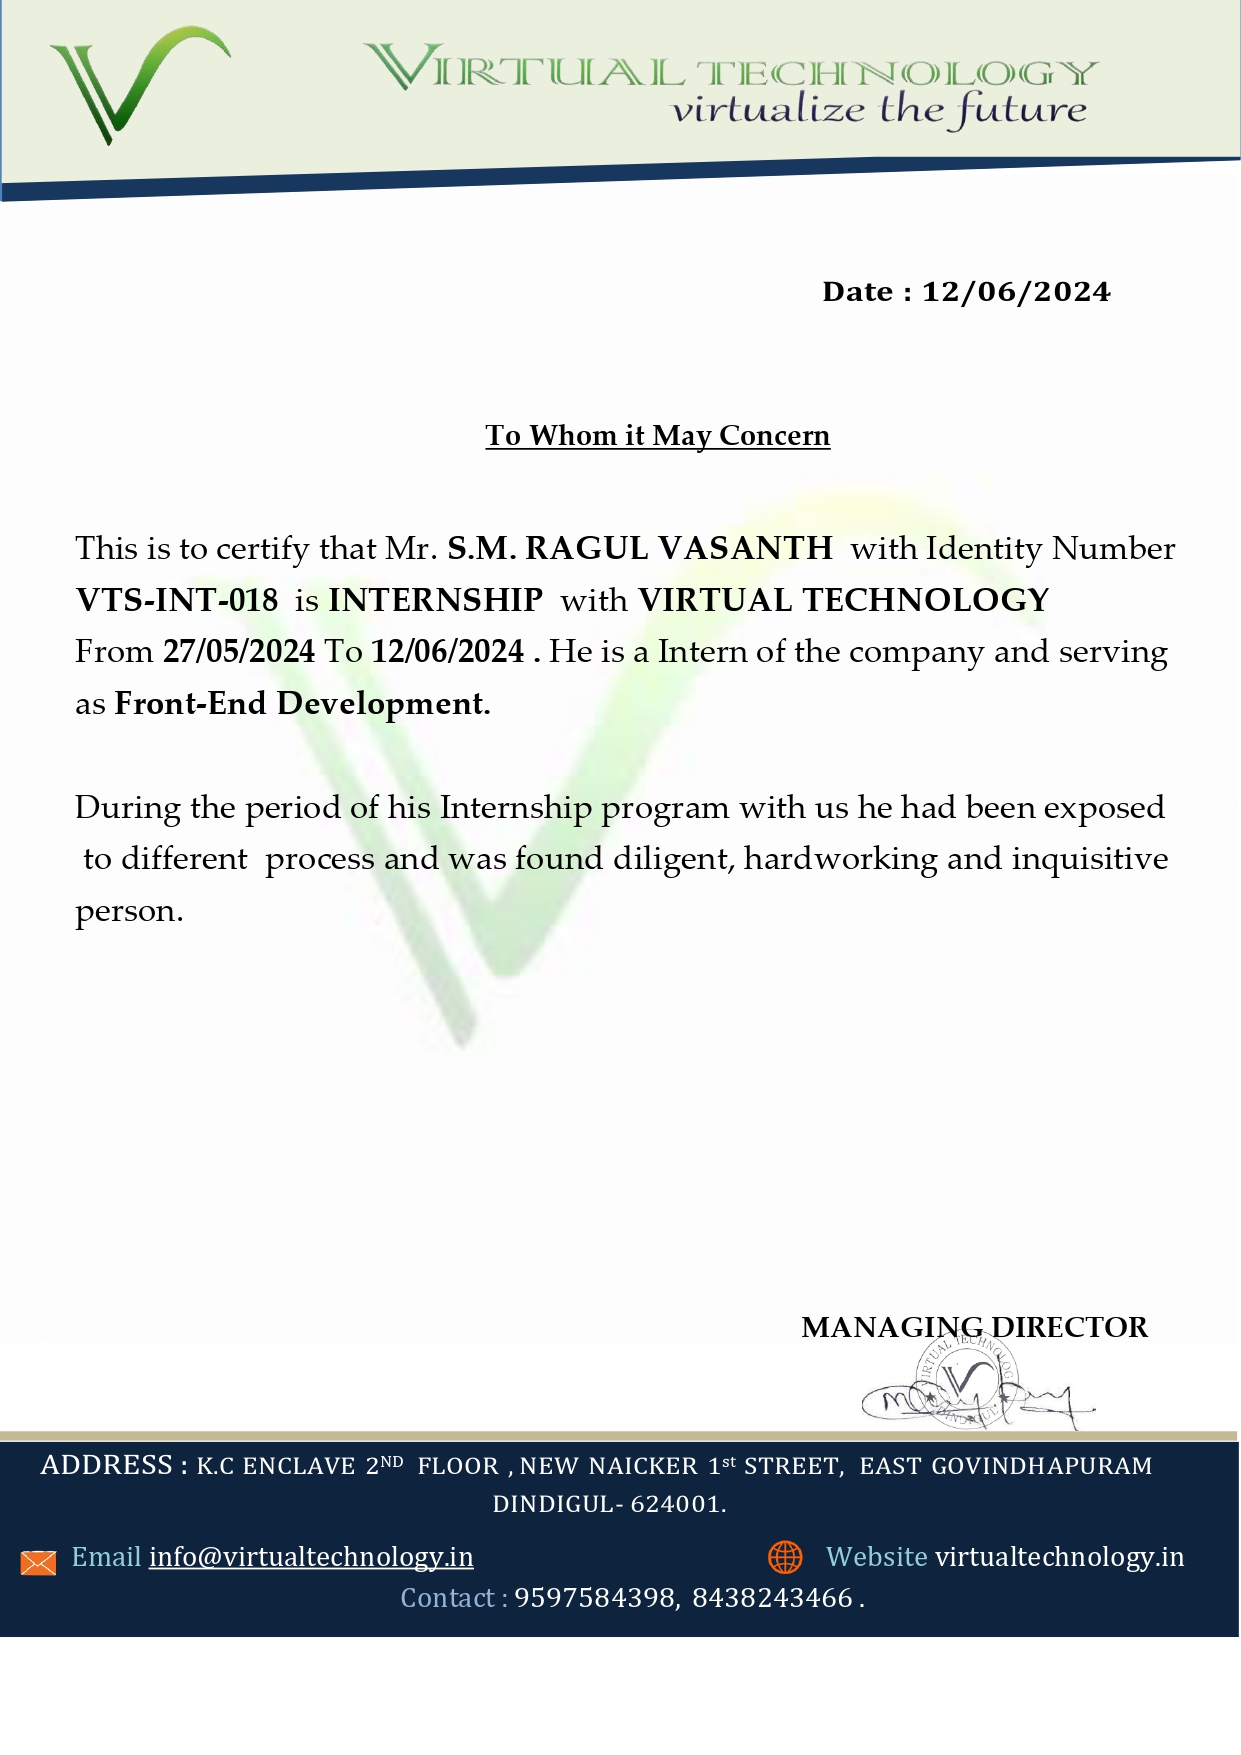 VIRTUAL TECHNOLOGY
virtualize the future
Date : 12/06/2024
To Whom it May Concern
This is to certify that Mr. S.M. RAGUL VASANTH with Identity Number
VTS-INT-018 is INTERNSHIP with VIRTUAL TECHNOLOGY
From 27/05/2024 To 12/06/2024 . He is a Intern of the company and serving
as Front-End Development.
During the period of his Internship program with us he had been exposed
to different process and was found diligent, hardworking and inquisitive
person.
MANAGING DIRECTOR
VIRTUAL TECHNOLOGY
DINDIGUL
ADDRESS : K.C ENCLAVE 2ND FLOOR , NEW NAICKER 1st STREET, EAST GOVINDHAPURAM
DINDIGUL- 624001.
Email info@virtualtechnology.in Website virtualtechnology.in
Contact : 9597584398, 8438243466 .